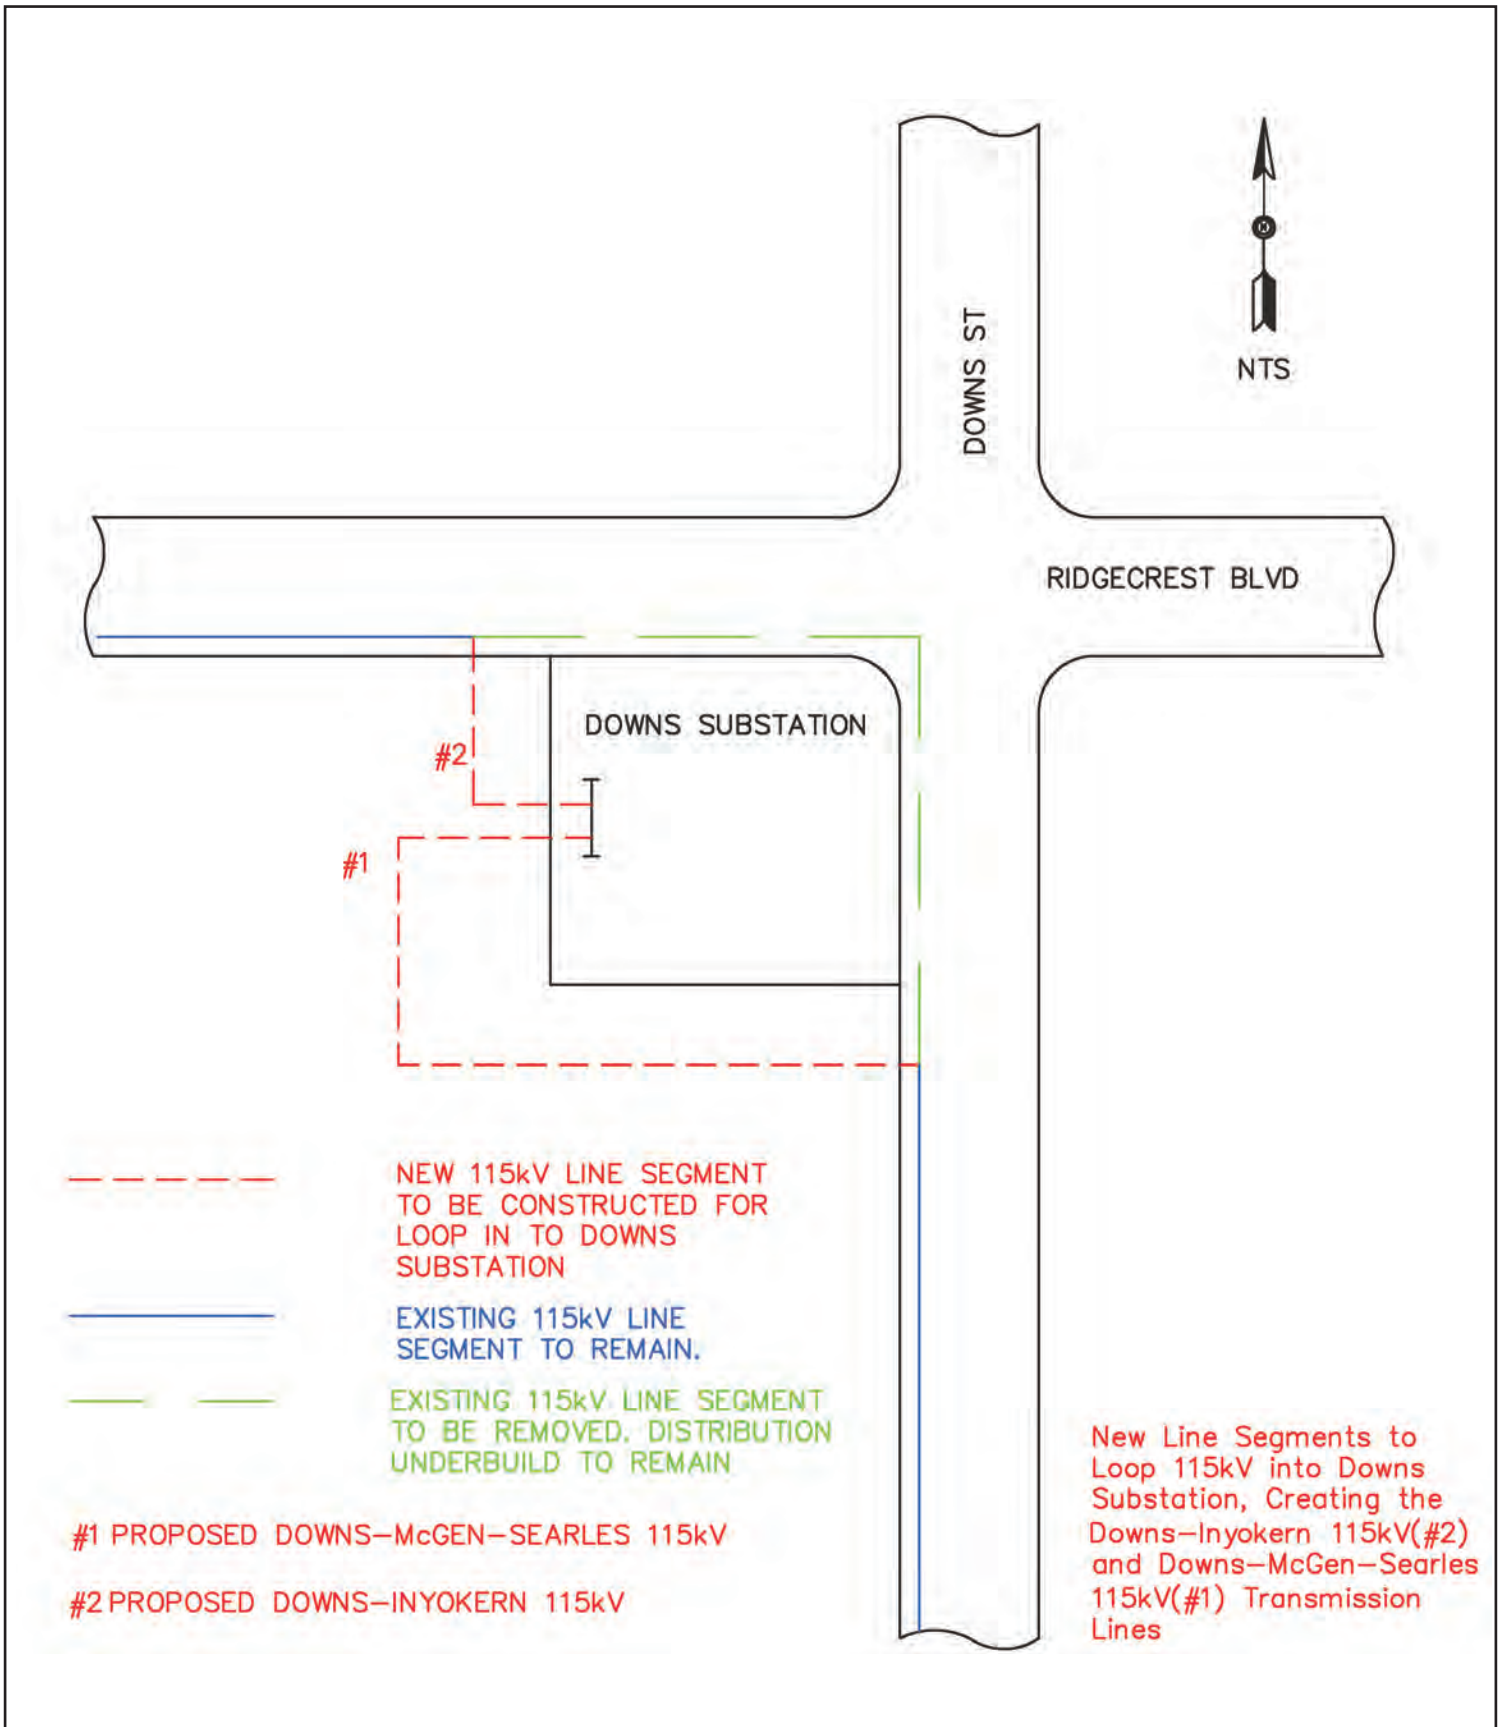 DOWNS ST
NTS
RIDGECREST BLVD
DOWNS SUBSTATION
#2
#1
NEW 115kV LINE SEGMENT
TO BE CONSTRUCTED FOR
LOOP IN TO DOWNS
SUBSTATION
EXISTING 115kV LINE
SEGMENT TO REMAIN.
EXISTING 115kV LINE SEGMENT
TO BE REMOVED. DISTRIBUTION
UNDERBUILD TO REMAIN
#1 PROPOSED DOWNS-McGEN-SEARLES 115kV
#2 PROPOSED DOWNS-INYOKERN 115kV
New Line Segments to
Loop 115kV into Downs
Substation, Creating the
Downs-Inyokern 115kV(#2)
and Downs-McGen-Searles
115kV(#1) Transmission
Lines